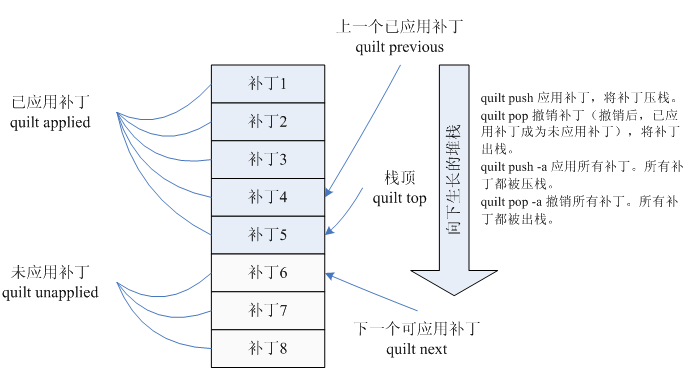 上一个已应用补丁
quilt previous
已应用补丁
quilt applied
补丁1
补丁2
补丁3
补丁4
补丁5
补丁6
补丁7
补丁8
栈顶
quilt top
未应用补丁
quilt unapplied
下一个可应用补丁
quilt next
向下生长的堆栈
quilt push 应用补丁，将补丁压栈。
quilt pop 撤销补丁（撤销后，已应
用补丁成为未应用补丁），将补丁
出栈。
quilt push -a 应用所有补丁。所有补
丁都被压栈。
quilt pop -a 撤销所有补丁。所有补
丁都被出栈。